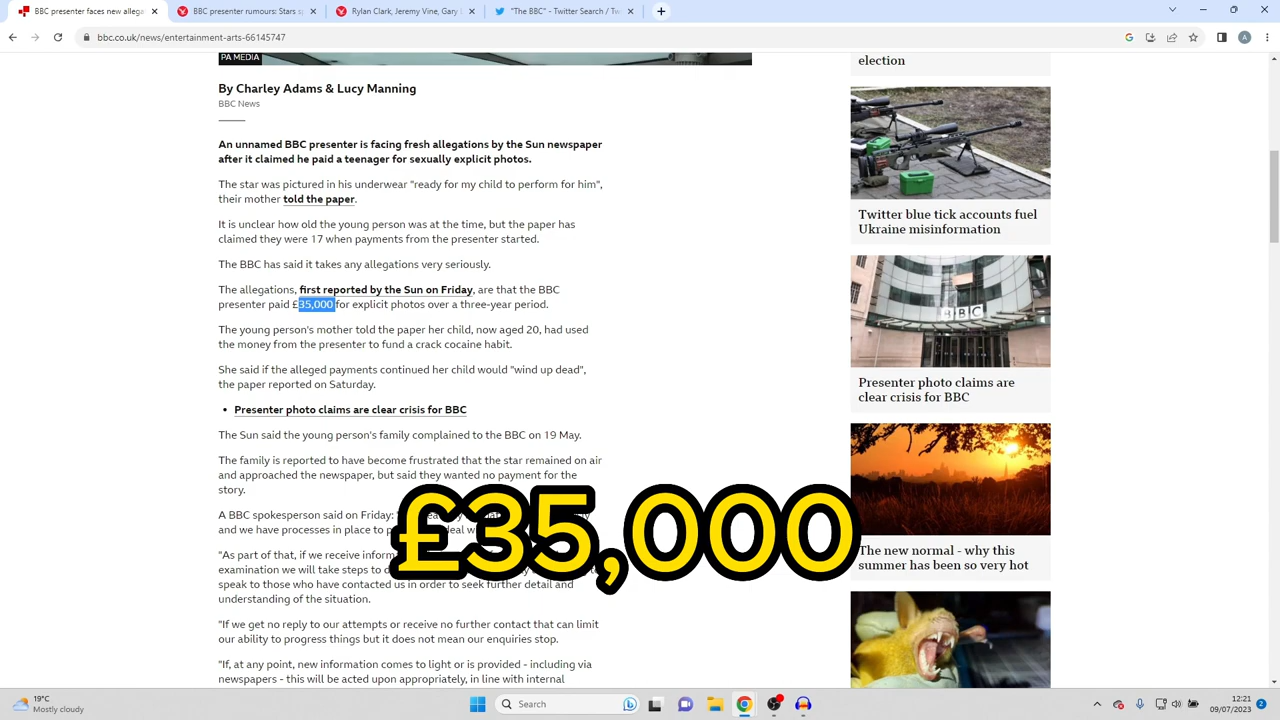 BBC presenter faces new allega
BBC presenter rumours: Stars s
Rylan Clark, Jeremy Vine, Gary L
"The BBC" - Twitter Search / Tw
bbc.co.uk/news/entertainment-arts-66145747
A
PA MEDIA
By Charley Adams & Lucy Manning
BBC News
An unnamed BBC presenter is facing fresh allegations by the Sun newspaper
after it claimed he paid a teenager for sexually explicit photos.
The star was pictured in his underwear "ready for my child to perform for him",
their mother told the paper.
It is unclear how old the young person was at the time, but the paper has
claimed they were 17 when payments from the presenter started.
The BBC has said it takes any allegations very seriously.
The allegations, first reported by the Sun on Friday, are that the BBC
presenter paid £35,000 for explicit photos over a three-year period.
The young person's mother told the paper her child, now aged 20, had used
the money from the presenter to fund a crack cocaine habit.
She said if the alleged payments continued her child would "wind up dead",
the paper reported on Saturday.
• Presenter photo claims are clear crisis for BBC
The Sun said the young person's family complained to the BBC on 19 May.
The family is reported to have become frustrated that the star remained on air
and approached the newspaper, but said they wanted no payment for the
story.
A BBC spokesperson said on Friday:
and we have processes in place to
"As part of that, if we receive
examination we will take steps to
speak to those who have contacted us in order to seek further detail and
understanding of the situation.
"If we get no reply to our attempts or receive no further contact that can limit
our ability to progress things but it does not mean our enquiries stop.
"If, at any point, new information comes to light or is provided - including via
newspapers - this will be acted upon appropriately, in line with internal
£35,000
election
Twitter blue tick accounts fuel
Ukraine misinformation
BBC
Presenter photo claims are
clear crisis for BBC
The new normal - why this
summer has been so very hot
19°C
Mostly cloudy
Search
12:21
09/07/2023
2